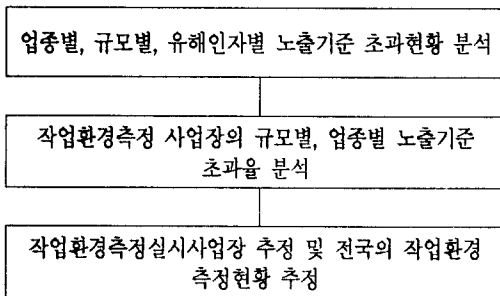 업종별, 규모별, 유해인자별 노출기준 초과현황 분석
작업환경측정 사업장의 규모별, 업종별 노출기준
초과율 분석
작업환경측정실시사업장 추정 및 전국의 작업환경
측정현황 추정